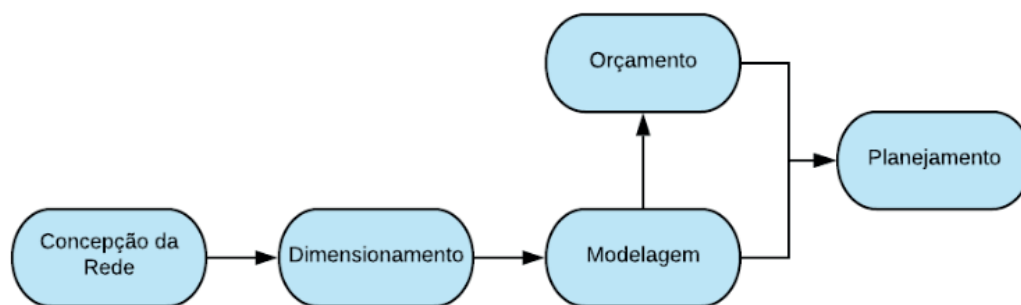 Orçamento
Planejamento
Concepção da
Rede
Dimensionamento
Modelagem